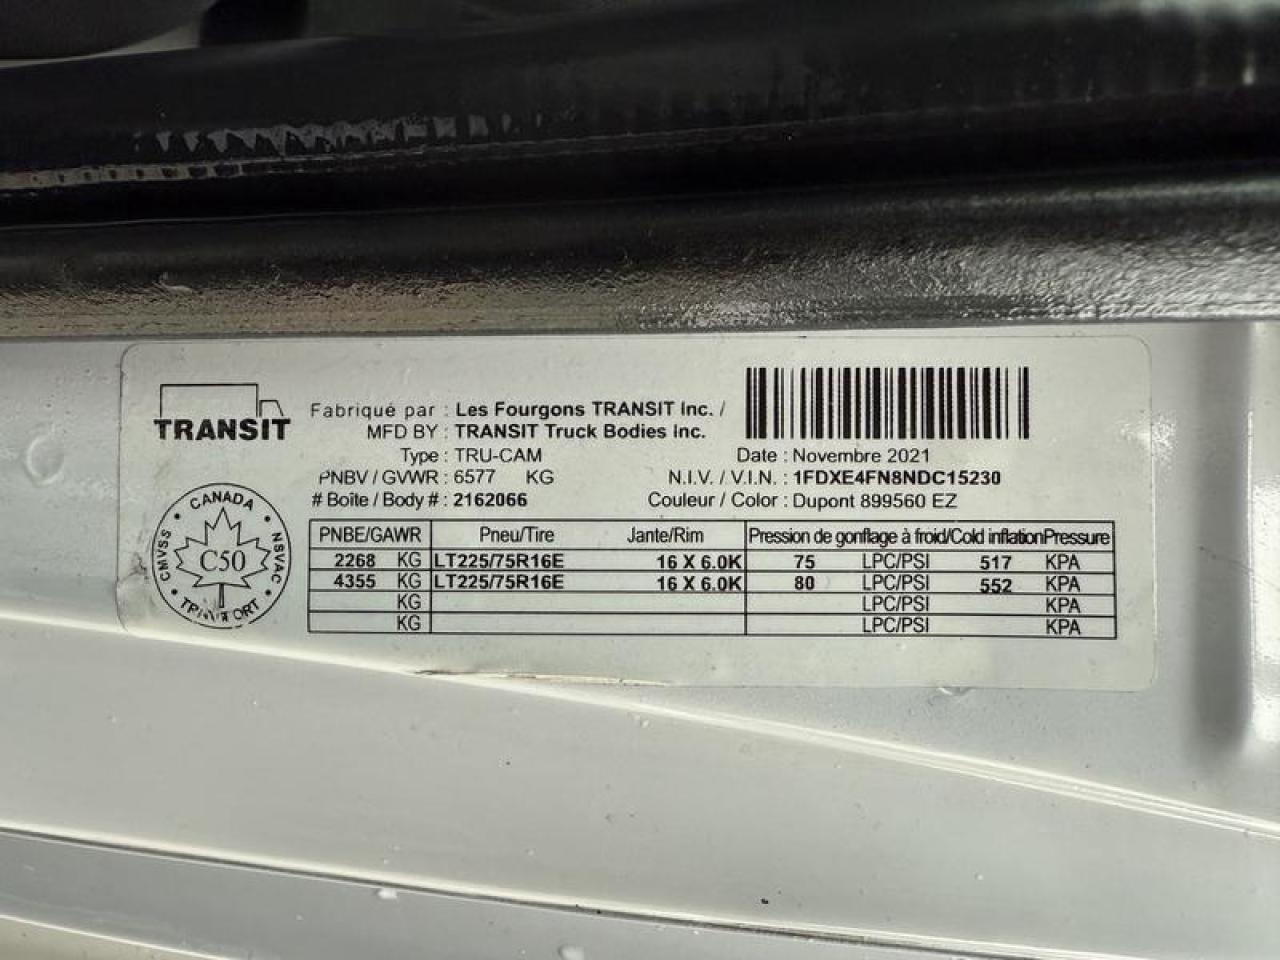 TRANSIT
Fabriqué par : Les Fourgons TRANSIT Inc. /
MFD BY : TRANSIT Truck Bodies Inc.
Type : TRU-CAM Date : Novembre 2021
PNBV / GVWR : 6577 KG N.I.V. / V.I.N. : 1FDXE4FN8NDC15230
# Boîte / Body # : 2162066 Couleur / Color : Dupont 899560 EZ
CANADA
CMVSS
NSVAC
C50
PNBE/GAWR Pneu/Tire Jante/Rim Pression de gonflage à froid/Cold inflationPressure
2268 KG LT225/75R16E 16 X 6.0K 75 LPC/PSI 517 KPA
4355 KG LT225/75R16E 16 X 6.0K 80 LPC/PSI 552 KPA
KG LPC/PSI KPA
KG LPC/PSI KPA